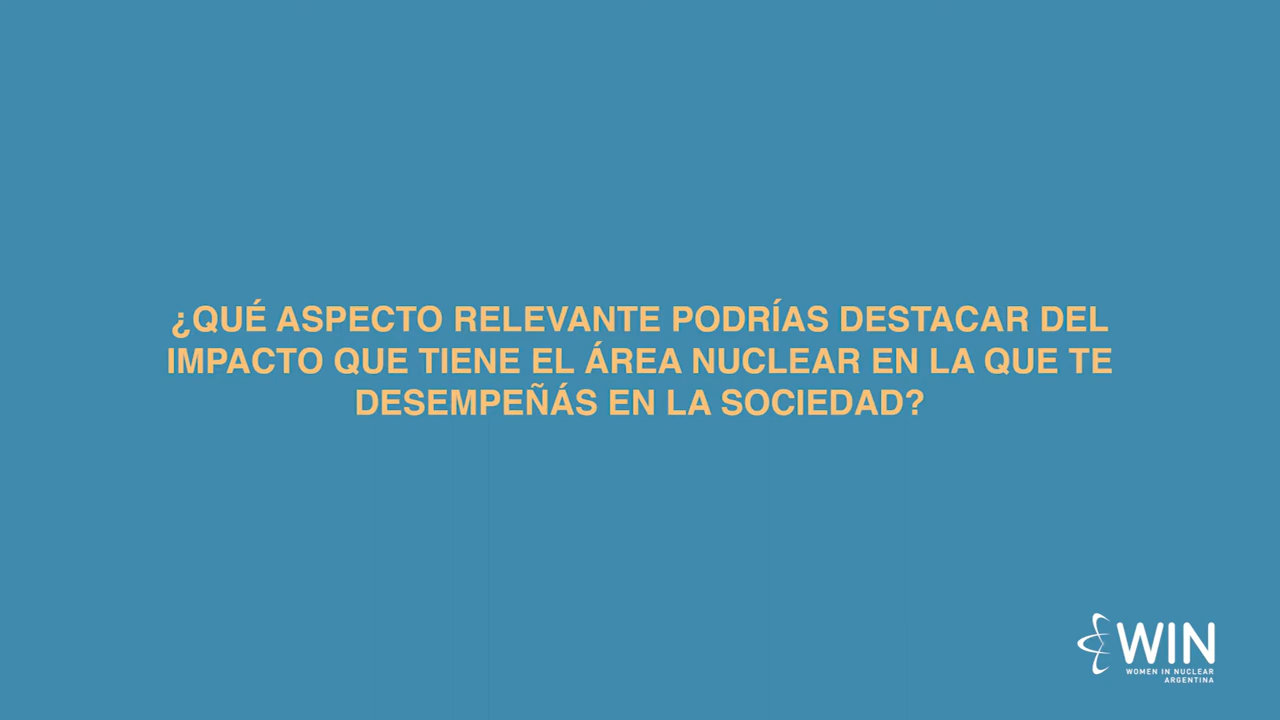 ¿QUÉ ASPECTO RELEVANTE PODRÍAS DESTACAR DEL
IMPACTO QUE TIENE EL ÁREA NUCLEAR EN LA QUE TE
DESEMPEÑÁS EN LA SOCIEDAD?
WIN
WOMEN IN NUCLEAR
ARGENTINA